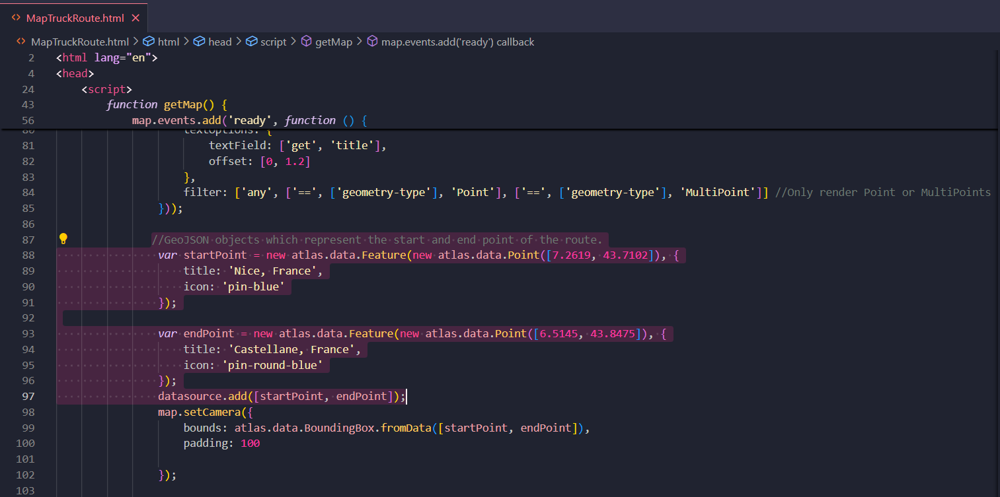 <> MapTruckRoute.html ×
<> MapTruckRoute.html > html > head > script > getMap > map.events.add('ready') callback
2 <html lang="en">
4 <head>
24 <script>
43 function getMap() {
56 map.events.add('ready', function () {
80 textOptions: {
81 textField: ['get', 'title'],
82 offset: [0, 1.2]
83 },
84 filter: ['any', ['==', ['geometry-type'], 'Point'], ['==', ['geometry-type'], 'MultiPoint']] //Only render Point or MultiPoints
85 }));
86
87 //GeoJSON objects which represent the start and end point of the route.
88 var startPoint = new atlas.data.Feature(new atlas.data.Point([7.2619, 43.7102]), {
89 title: 'Nice, France',
90 icon: 'pin-blue'
91 });
92
93 var endPoint = new atlas.data.Feature(new atlas.data.Point([6.5145, 43.8475]), {
94 title: 'Castellane, France',
95 icon: 'pin-round-blue'
96 });
97 datasource.add([startPoint, endPoint]);
98 map.setCamera({
99 bounds: atlas.data.BoundingBox.fromData([startPoint, endPoint]),
100 padding: 100
101
102 });
103